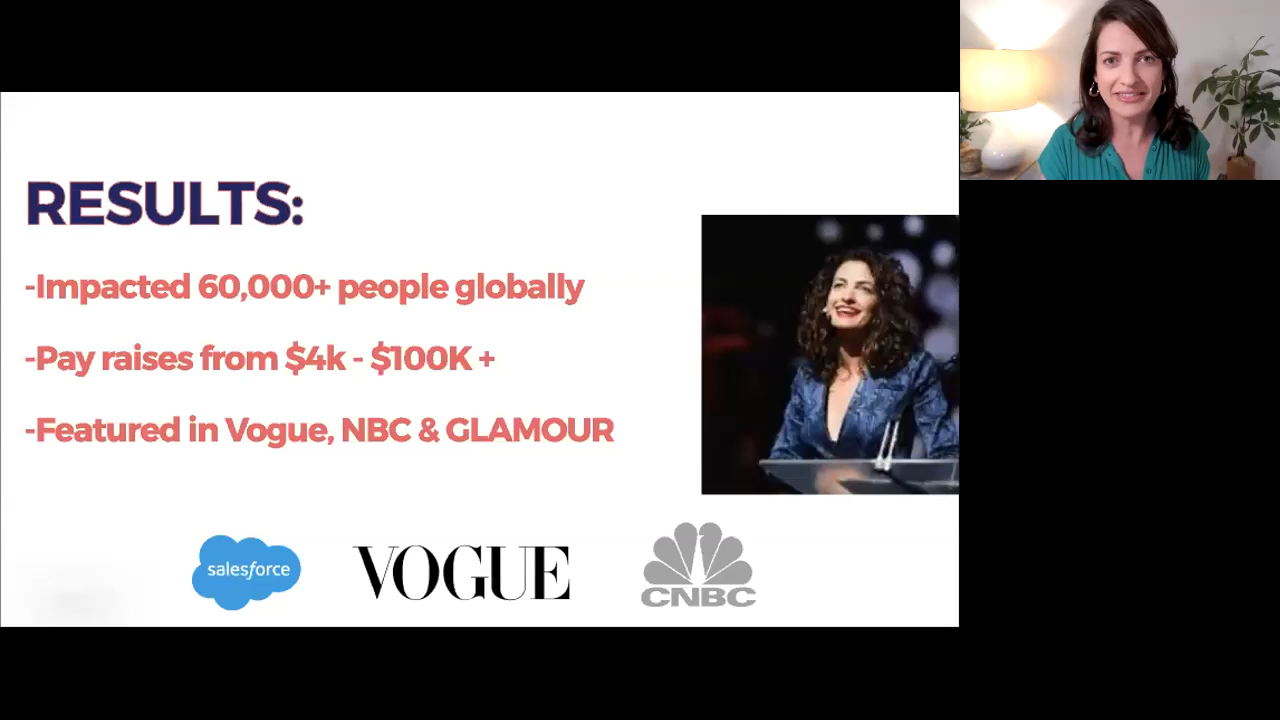 RESULTS:
-Impacted 60,000+ people globally
-Pay raises from $4k - $100K +
-Featured in Vogue, NBC & GLAMOUR
salesforce
VOGUE
CNBC